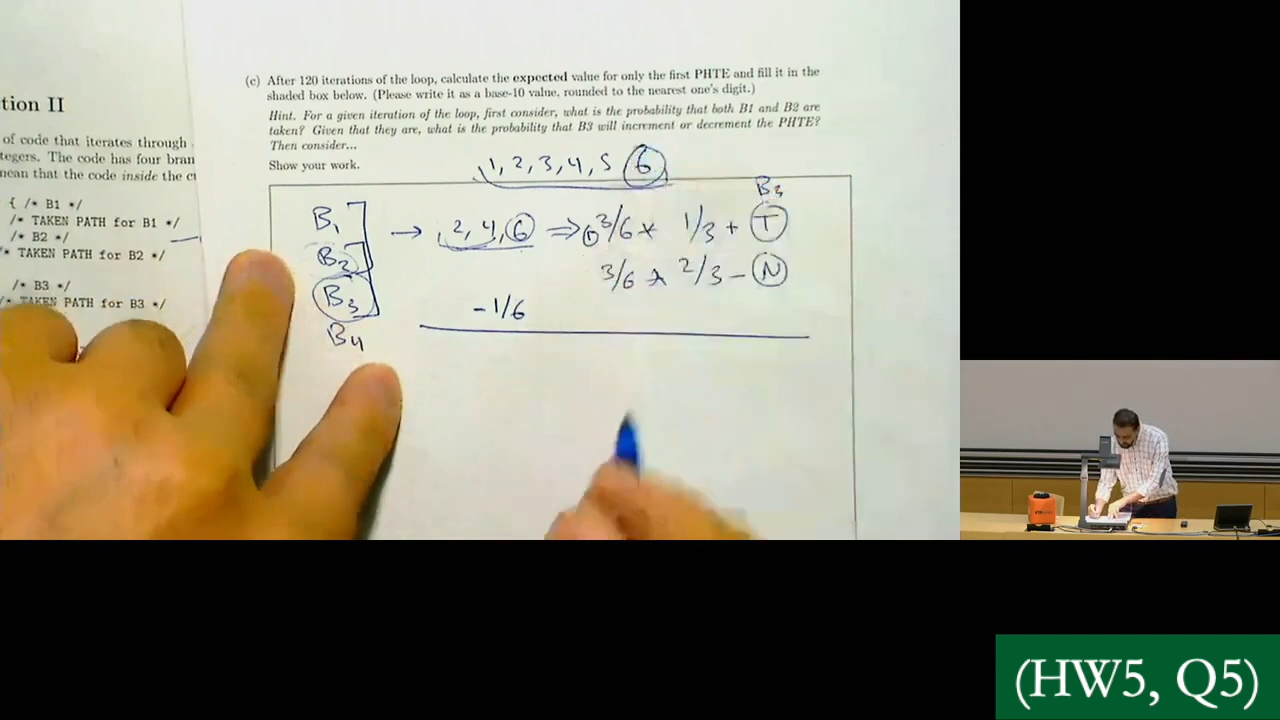 tion II
of code that iterates through
tegers. The code has four bran
nean that the code inside the c
{ /* B1 */
/* TAKEN PATH for B1 */
/* B2 */
* TAKEN PATH for B2 */
/* B3 */
/* TAKEN PATH for B3 */
(c) After 120 iterations of the loop, calculate the expected value for only the first PHTE and fill it in the
shaded box below. (Please write it as a base-10 value, rounded to the nearest one's digit.)
Hint. For a given iteration of the loop, first consider, what is the probability that both B1 and B2 are
taken? Given that they are, what is the probability that B3 will increment or decrement the PHTE?
Then consider...
Show your work.
1, 2, 3, 4, 5 6
B3
B1 → , 2, 4, 6 ⇒ 3/6 * 1/3 + T
B2 3/6 * 2/3 - N
B3 - 1/6
B4
(HW5, Q5)